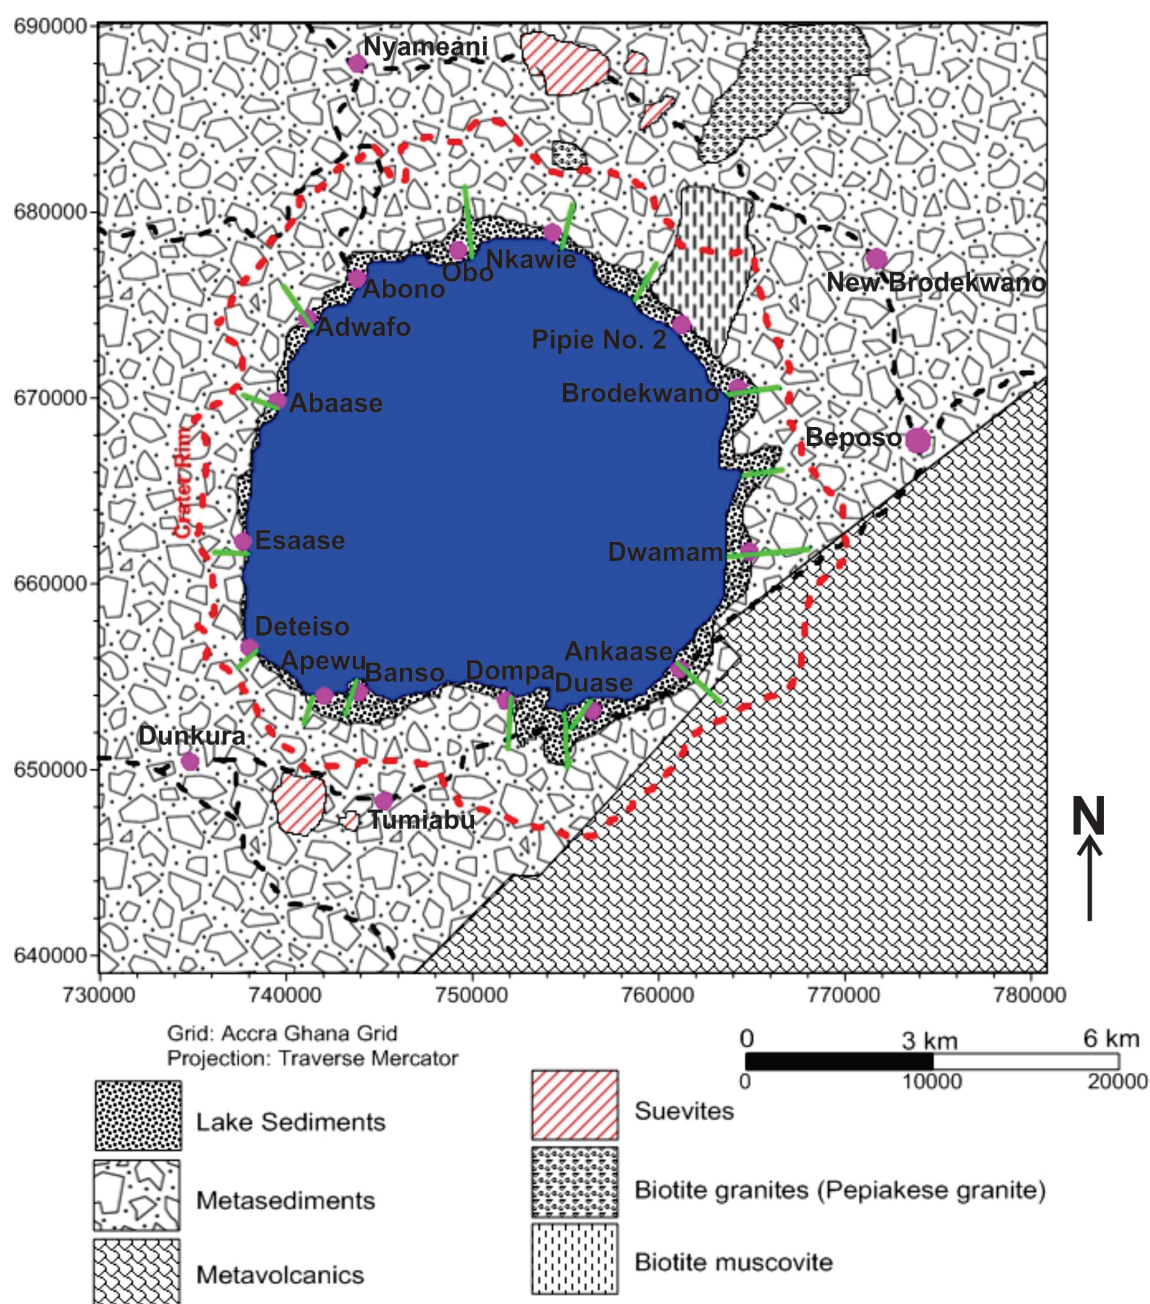 690000
Nyameani
680000
Nkawie
Obo
New Brodekwano
Abono
Adwafo
Pipie No. 2
670000
Brodekwano
Abaase
Beposo
Crater Rim
Esaase
Dwamam
660000
Deteiso
Ankaase
Apewu
Banso
Dompa
Duase
Dunkura
650000
Tumiabu
N
640000
730000 740000 750000 760000 770000 780000
Grid: Accra Ghana Grid
Projection: Traverse Mercator
0 3 km 6 km
0 10000 20000
Lake Sediments
Metasediments
Metavolcanics
Suevites
Biotite granites (Pepiakese granite)
Biotite muscovite